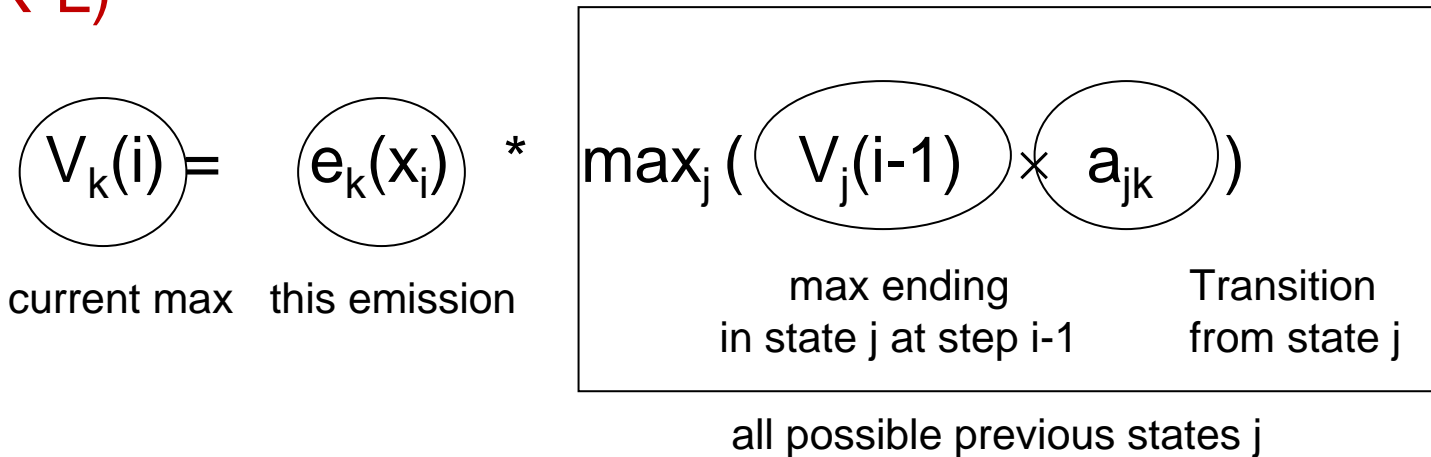 L)
V_k(i) = e_k(x_i) * max_j ( V_j(i-1) × a_jk )
current max this emission max ending Transition
in state j at step i-1 from state j
all possible previous states j